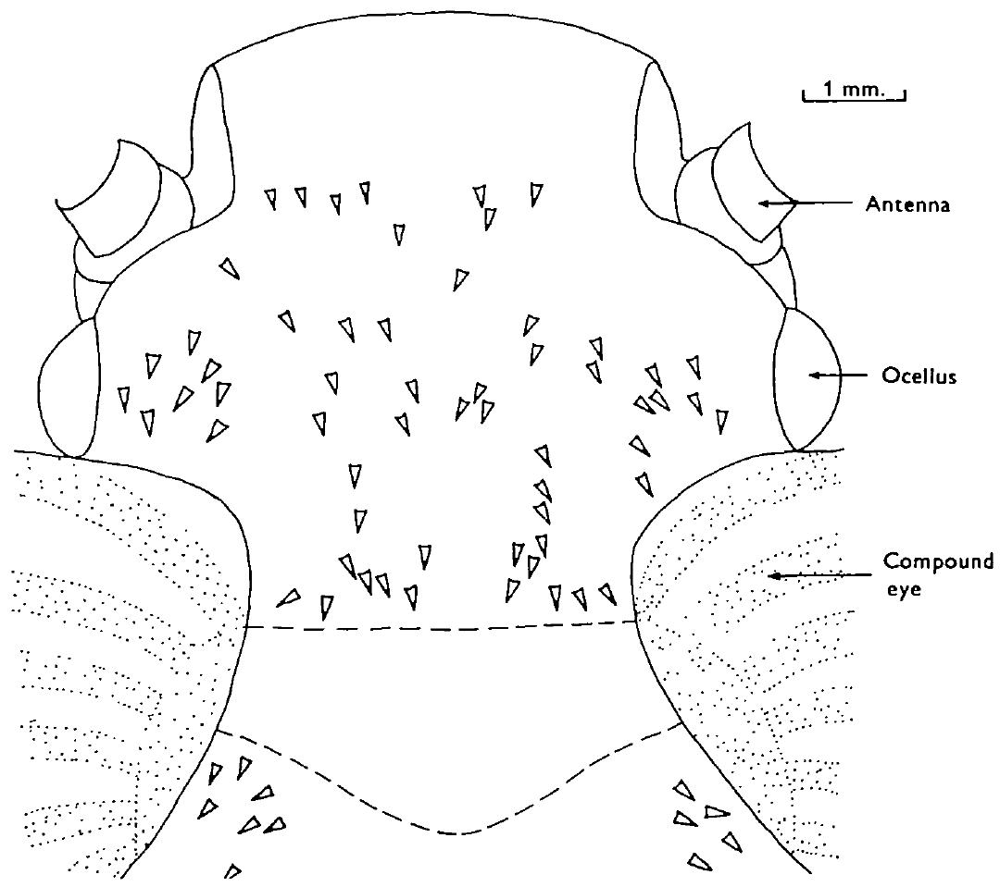 1 mm.
Antenna
Ocellus
Compound
eye